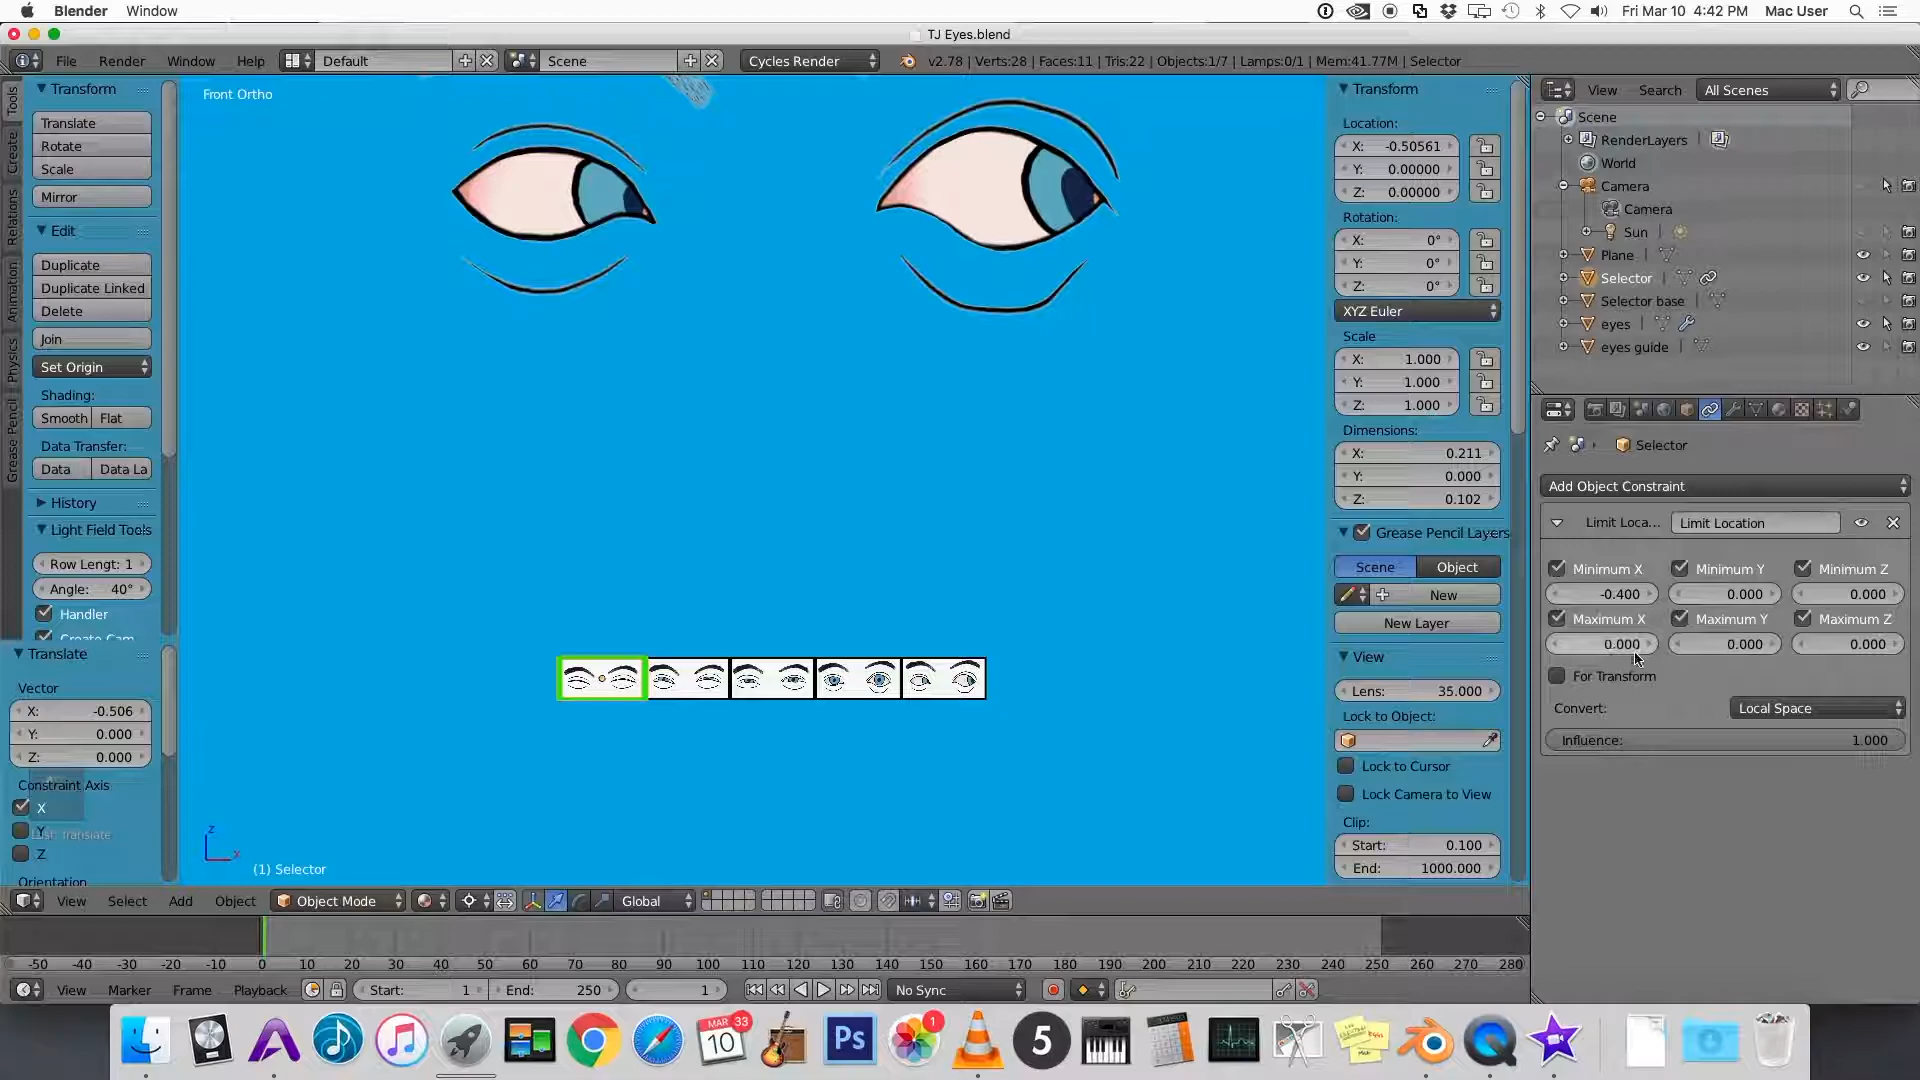 Blender Window Fri Mar 10 4:42 PM Mac User
TJ Eyes.blend
File Render Window Help Default Scene Cycles Render v2.78 | Verts:28 | Faces:11 | Tris:22 | Objects:1/7 | Lamps:0/1 | Mem:41.77M | Selector
Tools
Create
Relations
Animation
Physics
Grease Pencil
Transform
Translate
Rotate
Scale
Mirror
Edit
Duplicate
Duplicate Linked
Delete
Join
Set Origin
Shading:
Smooth Flat
Data Transfer:
Data Data La
History
Light Field Tools
Row Lengt: 1
Angle: 40°
Handler
Create Cam
Translate
Vector
X: -0.506
Y: 0.000
Z: 0.000
Constraint Axis
X
Y
Last: Translate
Z
Orientation
Front Ortho
Z
X
(1) Selector
Transform
Location:
X: -0.50561
Y: 0.00000
Z: 0.00000
Rotation:
X: 0°
Y: 0°
Z: 0°
XYZ Euler
Scale
X: 1.000
Y: 1.000
Z: 1.000
Dimensions:
X: 0.211
Y: 0.000
Z: 0.102
Grease Pencil Layers
Scene Object
New
New Layer
View
Lens: 35.000
Lock to Object:
Lock to Cursor
Lock Camera to View
Clip:
Start: 0.100
End: 1000.000
View Search All Scenes
Scene
RenderLayers |
World
Camera
Camera
Sun |
Plane |
Selector |
Selector base |
eyes |
eyes guide |
Selector
Add Object Constraint
Limit Loca... Limit Location
Minimum X Minimum Y Minimum Z
-0.400 0.000 0.000
Maximum X Maximum Y Maximum Z
0.000 0.000 0.000
For Transform
Convert: Local Space
Influence: 1.000
View Select Add Object Object Mode Global
-50 -40 -30 -20 -10 0 10 20 30 40 50 60 70 80 90 100 110 120 130 140 150 160 170 180 190 200 210 220 230 240 250 260 270 280
View Marker Frame Playback Start: 1 End: 250 1 No Sync
MAR 33
10
Ps
1
5